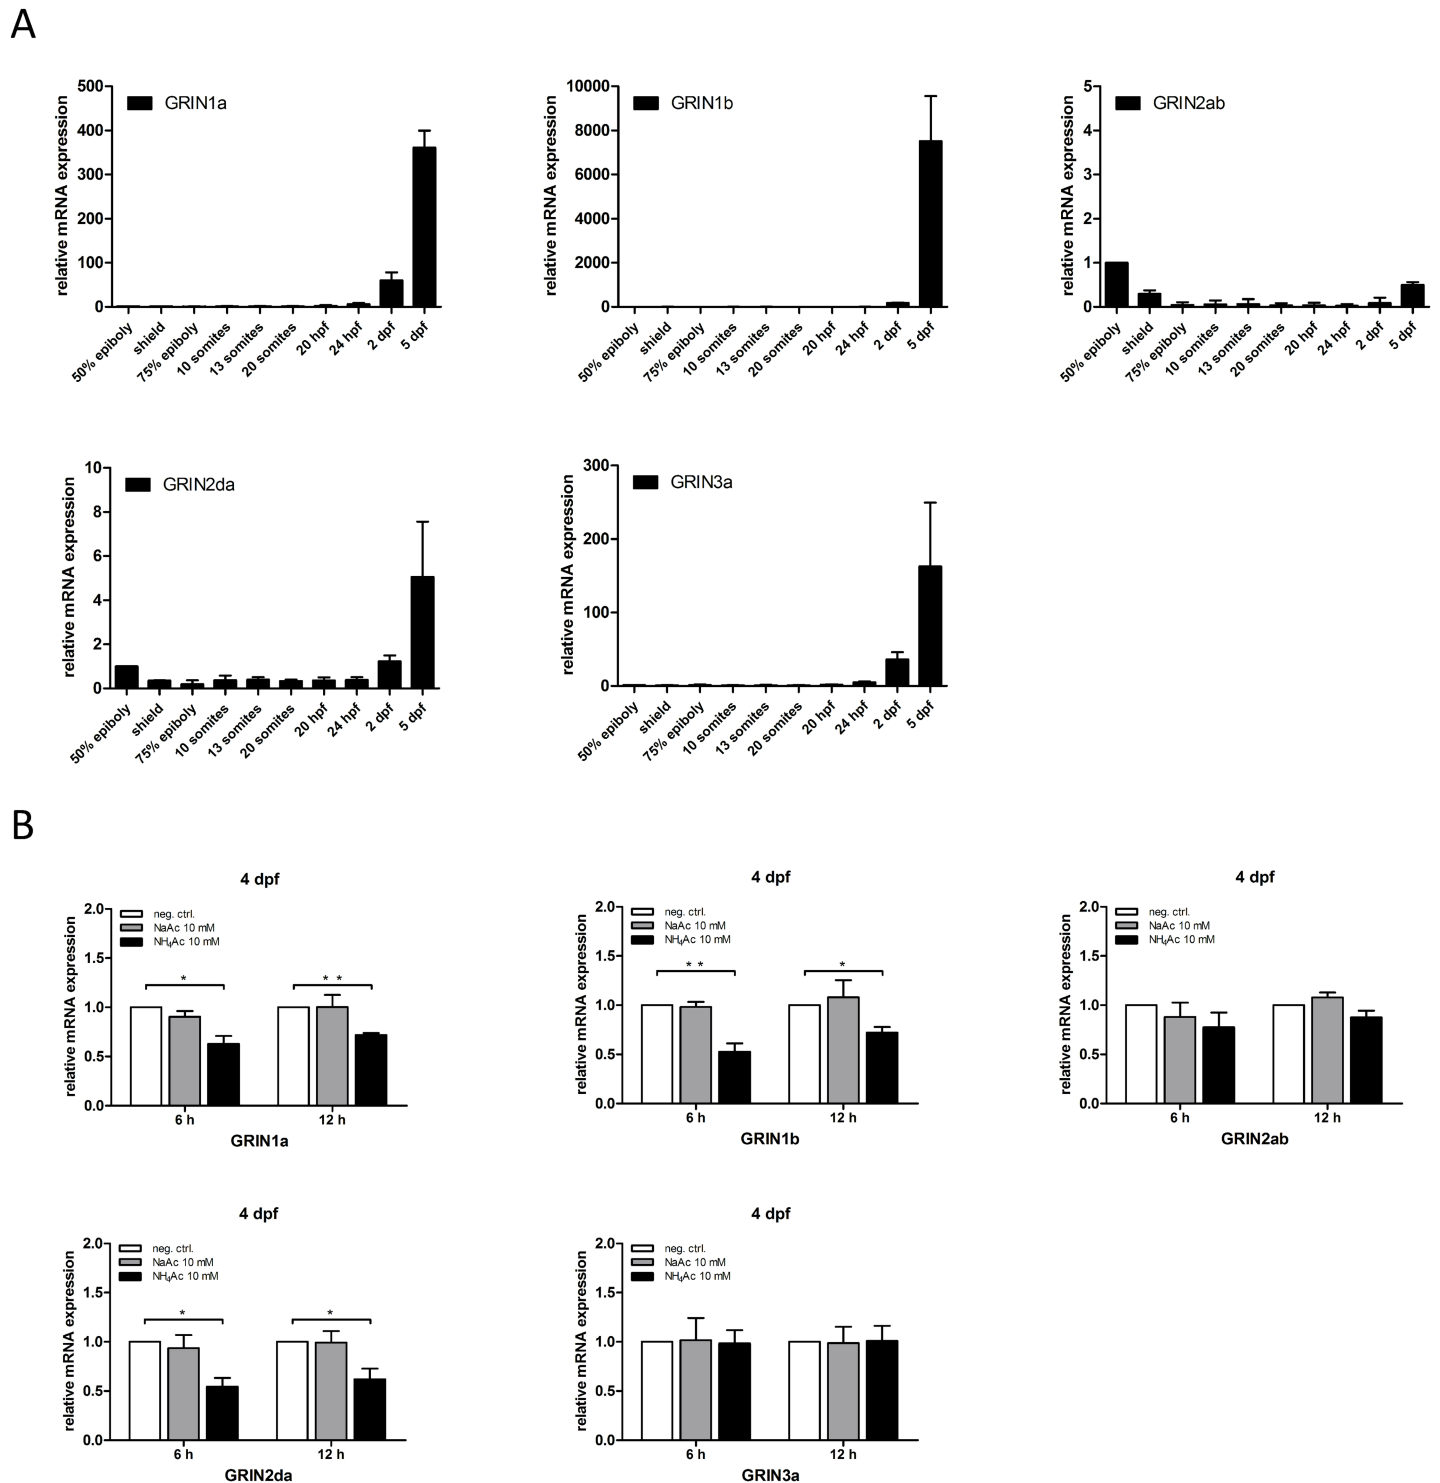 A
GRIN1a
relative mRNA expression
500
400
300
200
100
0
50% epiboly
shield
75% epiboly
10 somites
13 somites
20 somites
20 hpf
24 hpf
2 dpf
5 dpf
GRIN1b
relative mRNA expression
10000
8000
6000
4000
2000
0
50% epiboly
shield
75% epiboly
10 somites
13 somites
20 somites
20 hpf
24 hpf
2 dpf
5 dpf
GRIN2ab
relative mRNA expression
5
4
3
2
1
0
50% epiboly
shield
75% epiboly
10 somites
13 somites
20 somites
20 hpf
24 hpf
2 dpf
5 dpf
GRIN2da
relative mRNA expression
10
8
6
4
2
0
50% epiboly
shield
75% epiboly
10 somites
13 somites
20 somites
20 hpf
24 hpf
2 dpf
5 dpf
GRIN3a
relative mRNA expression
300
200
100
0
50% epiboly
shield
75% epiboly
10 somites
13 somites
20 somites
20 hpf
24 hpf
2 dpf
5 dpf
B
4 dpf
neg. ctrl.
NaAc 10 mM
NH₄Ac 10 mM
relative mRNA expression
2.0
1.5
1.0
0.5
0.0
*
* *
6 h
12 h
GRIN1a
4 dpf
neg. ctrl.
NaAc 10 mM
NH₄Ac 10 mM
relative mRNA expression
2.0
1.5
1.0
0.5
0.0
* *
*
6 h
12 h
GRIN1b
4 dpf
neg. ctrl.
NaAc 10 mM
NH₄Ac 10 mM
relative mRNA expression
2.0
1.5
1.0
0.5
0.0
6 h
12 h
GRIN2ab
4 dpf
neg. ctrl.
NaAc 10 mM
NH₄Ac 10 mM
relative mRNA expression
2.0
1.5
1.0
0.5
0.0
*
*
6 h
12 h
GRIN2da
4 dpf
neg. ctrl.
NaAc 10 mM
NH₄Ac 10 mM
relative mRNA expression
2.0
1.5
1.0
0.5
0.0
6 h
12 h
GRIN3a